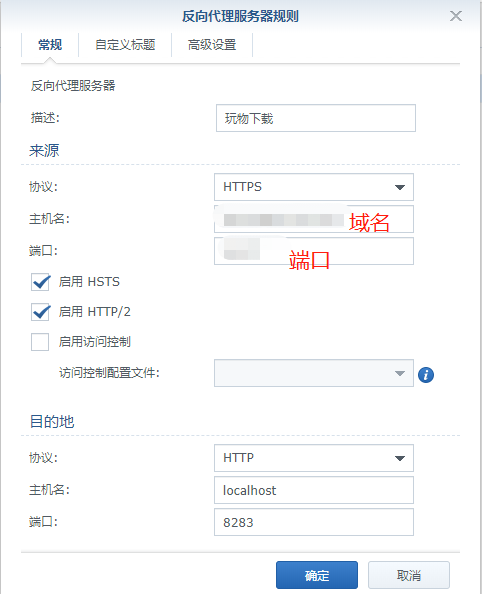 反向代理服务器规则
常规 自定义标题 高级设置
反向代理服务器
描述: 玩物下载
来源
协议: HTTPS
主机名: 域名
端口: 端口
启用 HSTS
启用 HTTP/2
启用访问控制
访问控制配置文件:
目的地
协议: HTTP
主机名: localhost
端口: 8283
确定 取消